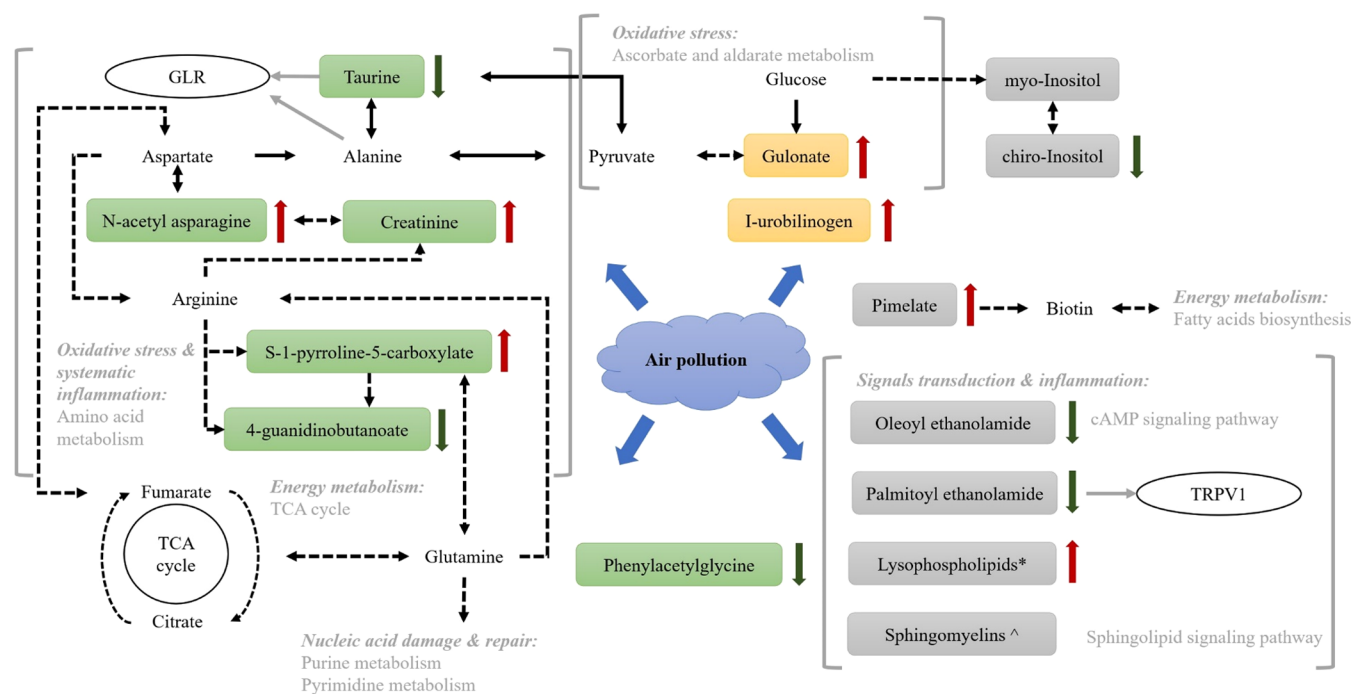 Oxidative stress:
Ascorbate and aldarate metabolism
GLR
Taurine
Glucose
myo-Inositol
Aspartate
Alanine
Pyruvate
Gulonate
chiro-Inositol
N-acetyl asparagine
Creatinine
I-urobilinogen
Arginine
Pimelate
Biotin
Energy metabolism:
Fatty acids biosynthesis
Oxidative stress &
systematic
inflammation:
Amino acid
metabolism
S-1-pyrroline-5-carboxylate
4-guanidinobutanoate
Air pollution
Signals transduction & inflammation:
Oleoyl ethanolamide
cAMP signaling pathway
Palmitoyl ethanolamide
TRPV1
Lysophospholipids*
Sphingomyelins ^
Sphingolipid signaling pathway
Energy metabolism:
TCA cycle
Fumarate
TCA
cycle
Citrate
Glutamine
Phenylacetylglycine
Nucleic acid damage & repair:
Purine metabolism
Pyrimidine metabolism